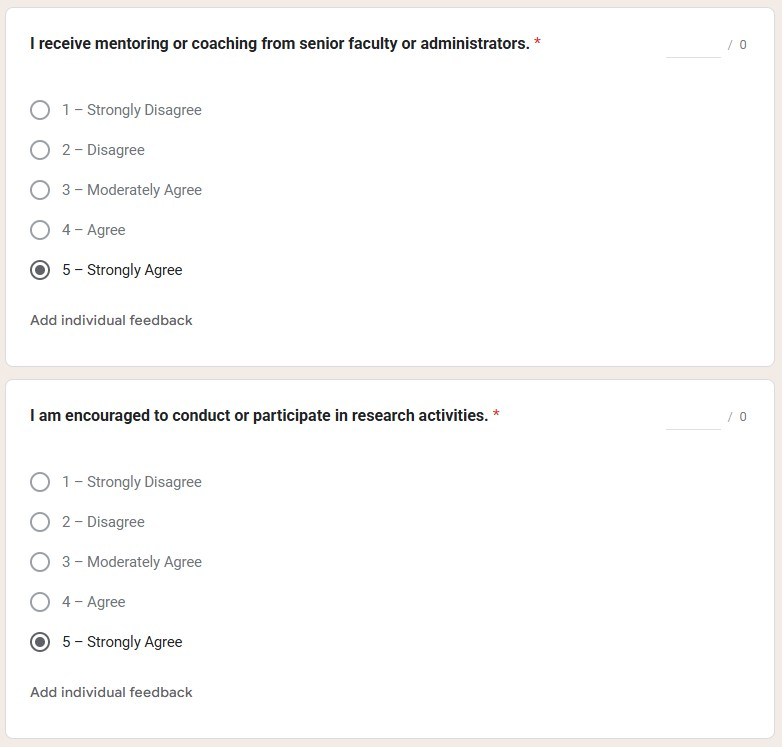 I receive mentoring or coaching from senior faculty or administrators. * / 0
1 – Strongly Disagree
2 – Disagree
3 – Moderately Agree
4 – Agree
5 – Strongly Agree
Add individual feedback
I am encouraged to conduct or participate in research activities. * / 0
1 – Strongly Disagree
2 – Disagree
3 – Moderately Agree
4 – Agree
5 – Strongly Agree
Add individual feedback